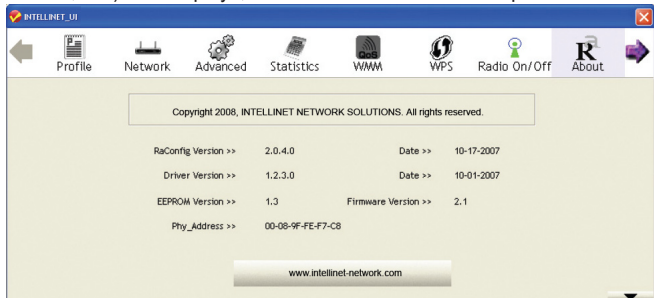 INTELLINET_UI
Profile Network Advanced Statistics QoS WMM WPS Radio On/Off R About
Copyright 2008, INTELLINET NETWORK SOLUTIONS. All rights reserved.
RaConfig Version >> 2.0.4.0 Date >> 10-17-2007
Driver Version >> 1.2.3.0 Date >> 10-01-2007
EEPROM Version >> 1.3 Firmware Version >> 2.1
Phy_Address >> 00-08-9F-FE-F7-C8
www.intellinet-network.com